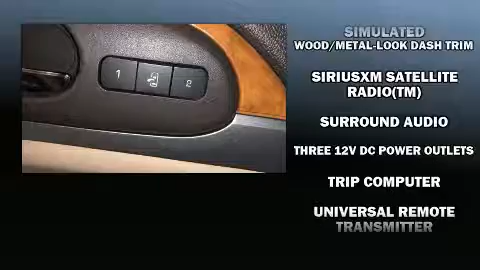 SIMULATED
WOOD/METAL-LOOK DASH TRIM
SIRIUSXM SATELLITE
RADIO(TM)
SURROUND AUDIO
THREE 12V DC POWER OUTLETS
TRIP COMPUTER
UNIVERSAL REMOTE
TRANSMITTER
1
2